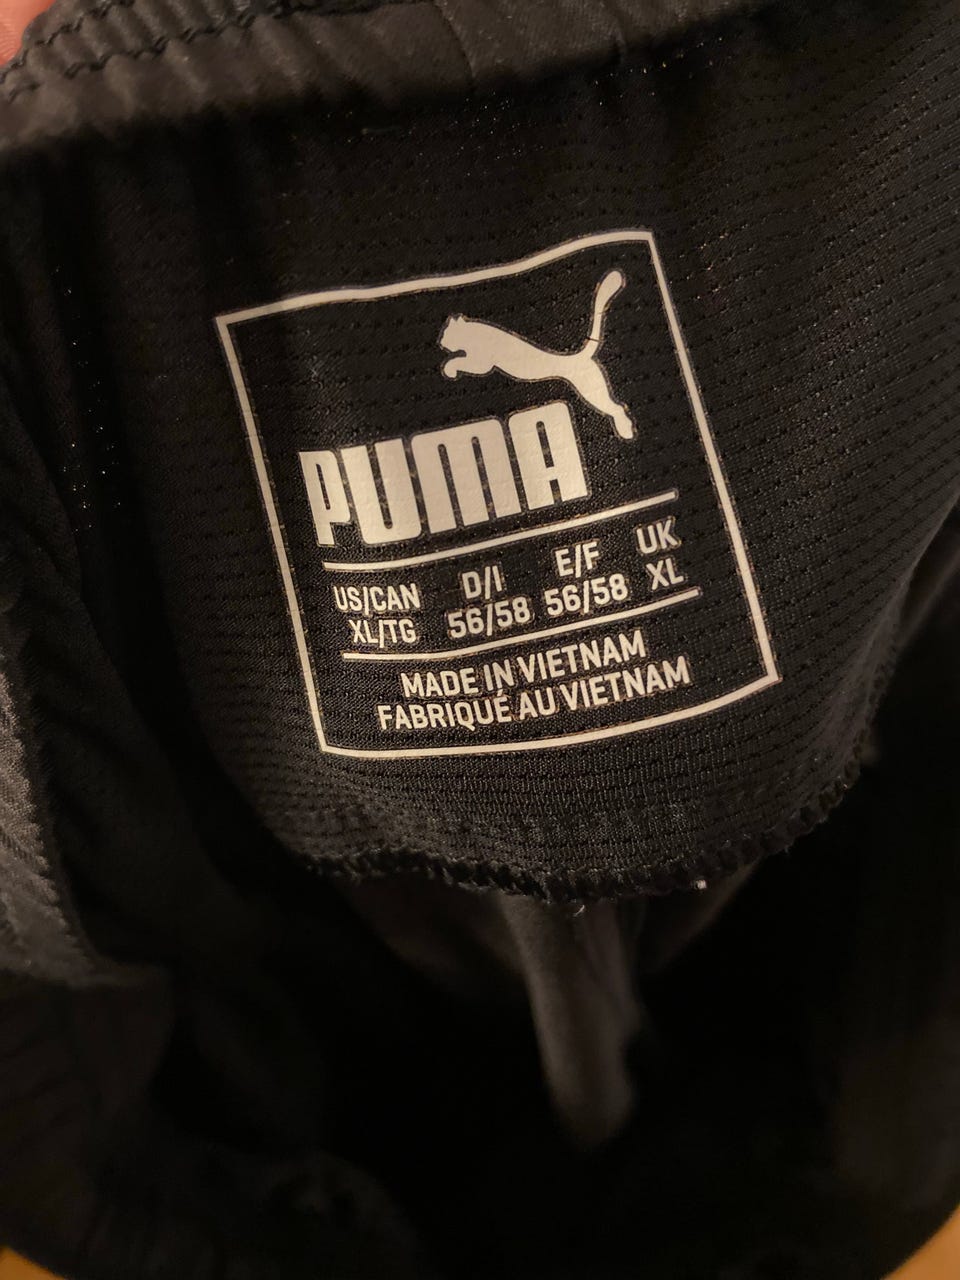 PUMA
US/CAN D/I E/F UK
XL/TG 56/58 56/58 XL
MADE IN VIETNAM
FABRIQUÉ AU VIETNAM